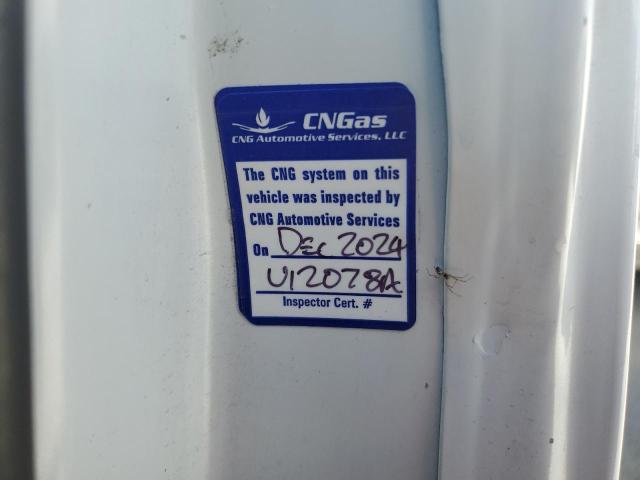 CNGas
CNG Automotive Services, LLC
The CNG system on this
vehicle was inspected by
CNG Automotive Services
On Dec 2024
U12078A
Inspector Cert. #